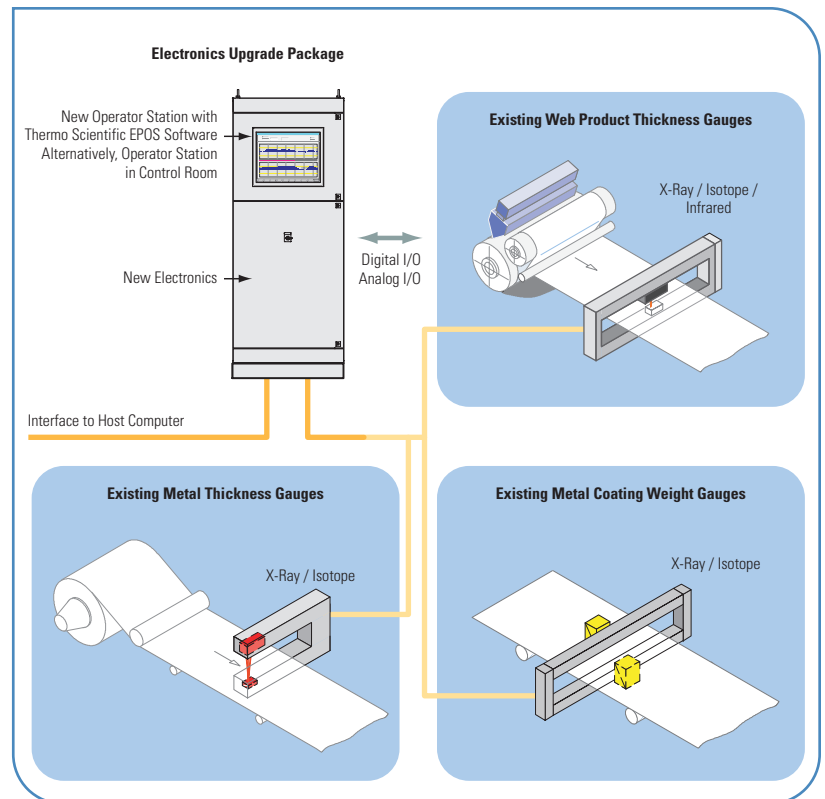 Electronics Upgrade Package
New Operator Station with
Thermo Scientific EPOS Software
Alternatively, Operator Station
in Control Room
New Electronics
Digital I/O
Analog I/O
Interface to Host Computer
Existing Web Product Thickness Gauges
X-Ray / Isotope /
Infrared
Existing Metal Thickness Gauges
X-Ray / Isotope
Existing Metal Coating Weight Gauges
X-Ray / Isotope